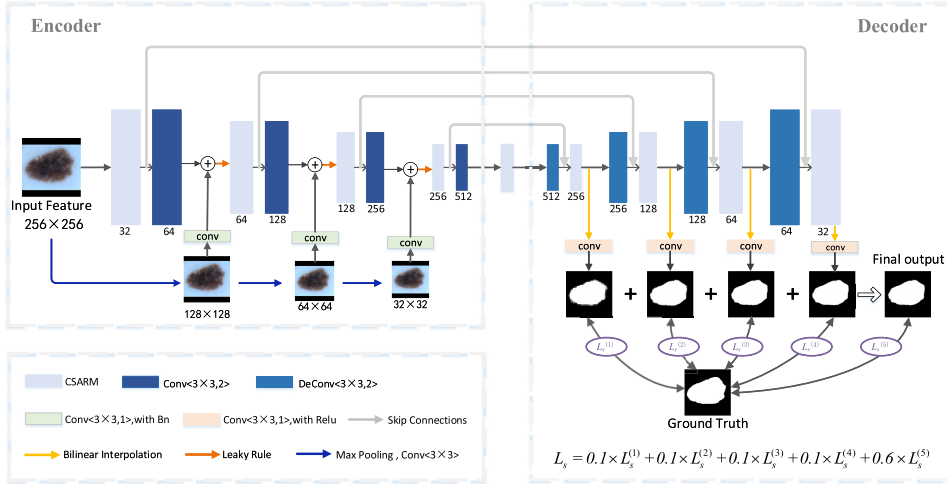 Encoder
Decoder
Input Feature
256×256
32
64
64
128
128
256
256
512
512
256
256
128
128
64
64
32
conv
conv
conv
128×128
64×64
32×32
conv
conv
conv
conv
Final output
+ + + +
L_s^(1)
L_s^(2)
L_s^(3)
L_s^(4)
L_s^(5)
Ground Truth
L_s = 0.1×L_s^(1) + 0.1×L_s^(2) + 0.1×L_s^(3) + 0.1×L_s^(4) + 0.6×L_s^(5)
CSARM
Conv<3×3,2>
DeConv<3×3,2>
Conv<3×3,1>,with Bn
Conv<3×3,1>,with Relu
Skip Connections
Bilinear Interpolation
Leaky Rule
Max Pooling , Conv<3×3>